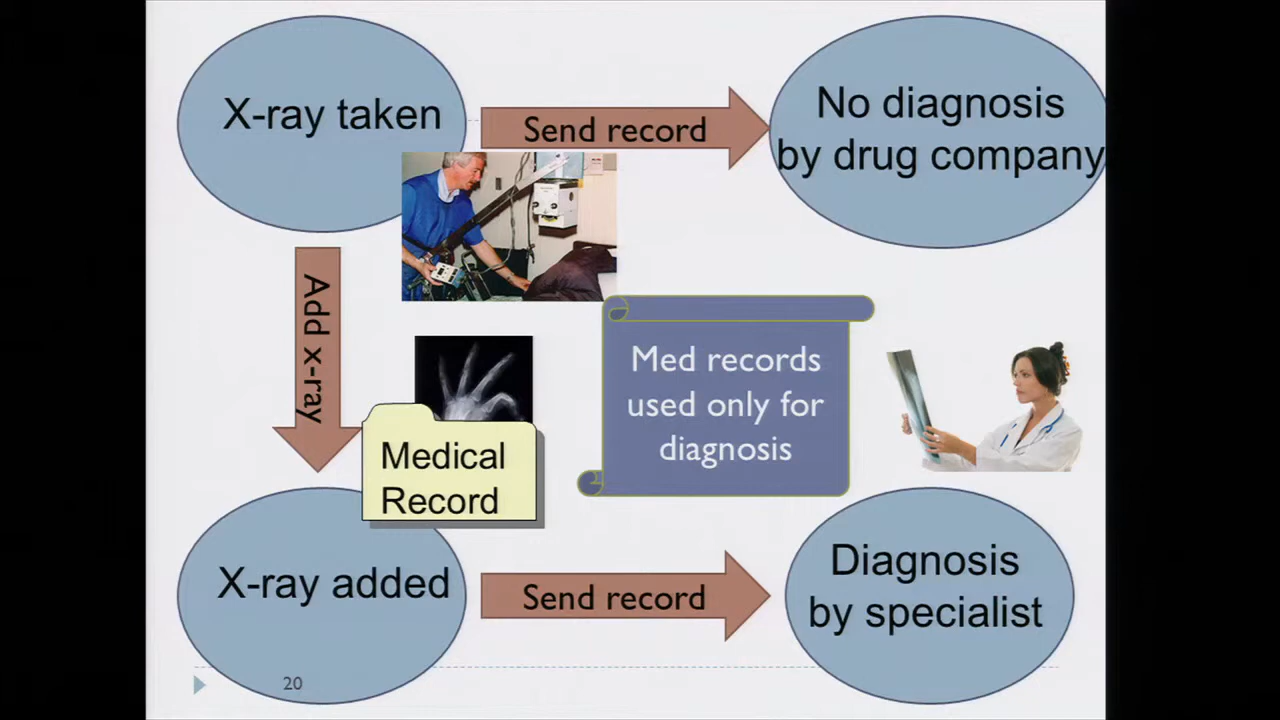 X-ray taken
Send record
No diagnosis
by drug company
Add x-ray
Med records
used only for
diagnosis
Medical
Record
X-ray added
Send record
Diagnosis
by specialist
20